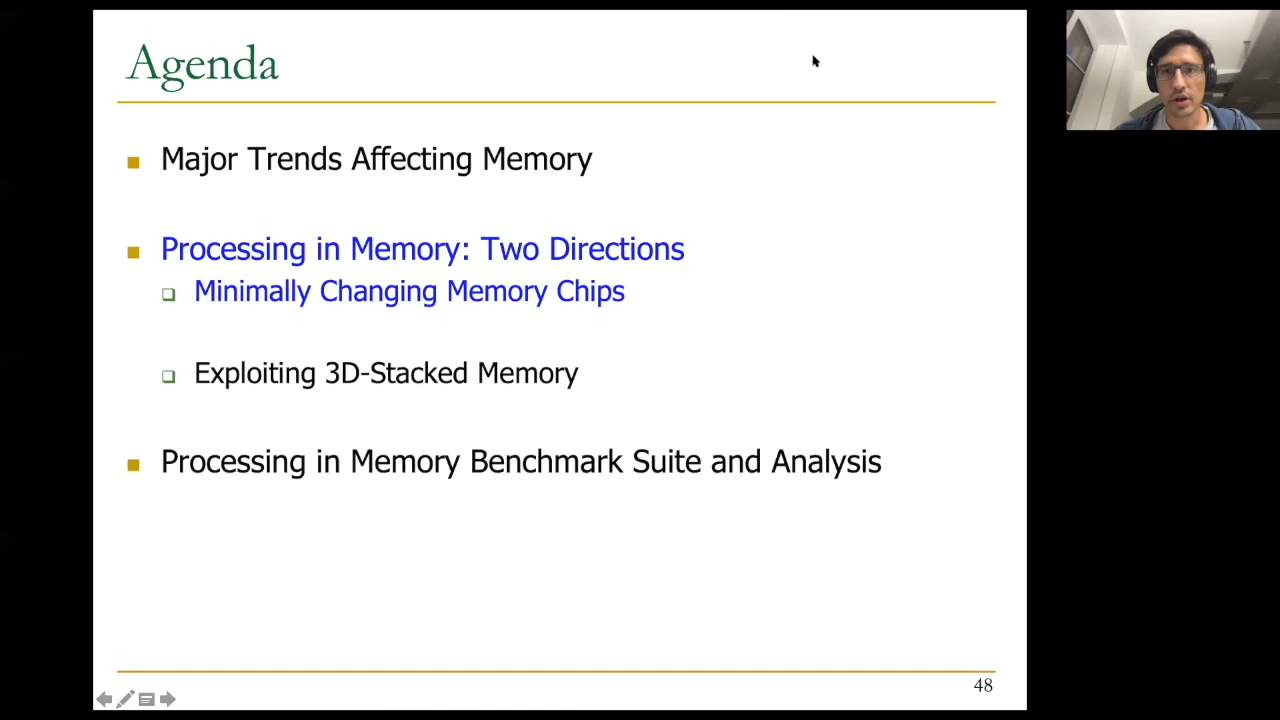 Agenda
Major Trends Affecting Memory
Processing in Memory: Two Directions
Minimally Changing Memory Chips
Exploiting 3D-Stacked Memory
Processing in Memory Benchmark Suite and Analysis
48